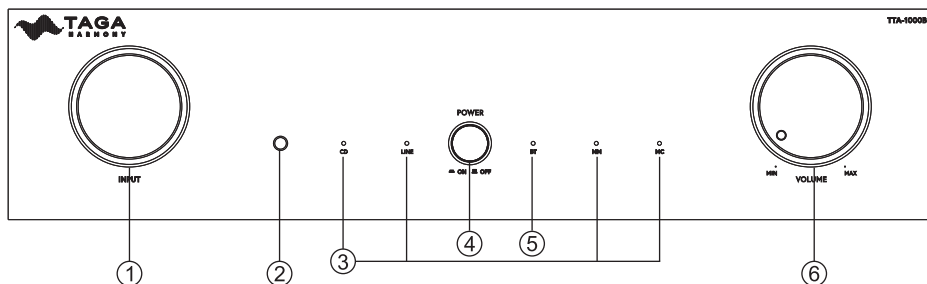 TAGA
HARMONY
TTA-1000B
POWER
CD
LINE
BT
MM
MC
ON OFF
INPUT
MIN
VOLUME
MAX
1
2
3
4
5
6